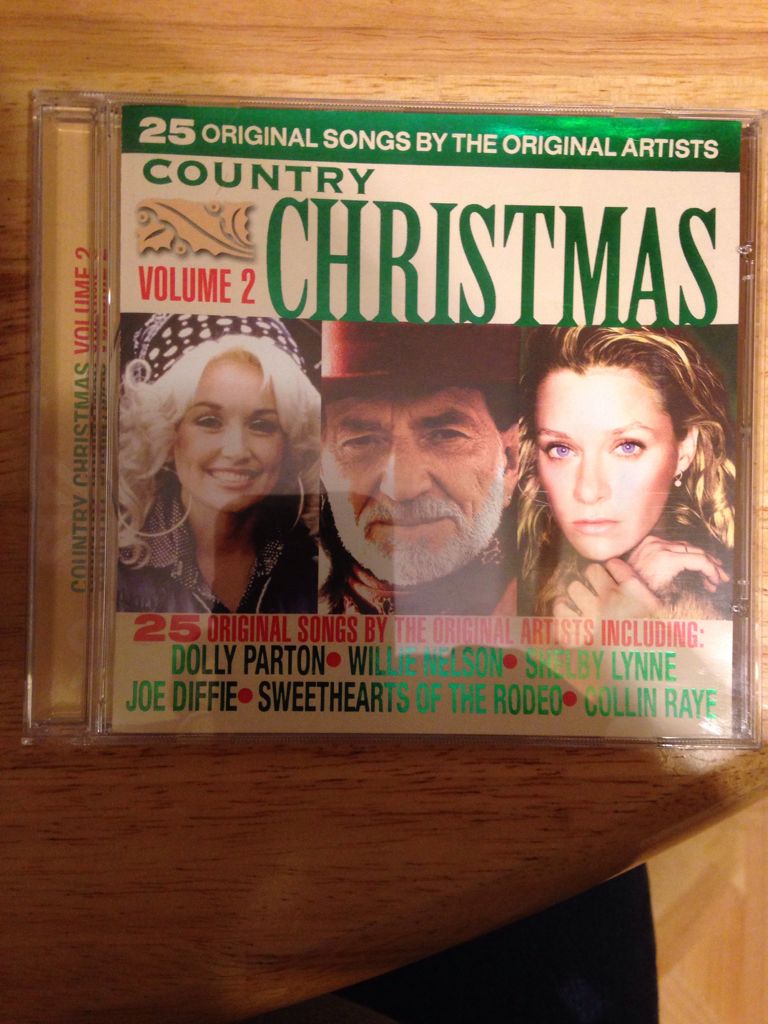 25 ORIGINAL SONGS BY THE ORIGINAL ARTISTS
COUNTRY
CHRISTMAS
VOLUME 2
25 ORIGINAL SONGS BY THE ORIGINAL ARTISTS INCLUDING:
DOLLY PARTON• WILLIE NELSON• SHELBY LYNNE
JOE DIFFIE• SWEETHEARTS OF THE RODEO• COLLIN RAYE
COUNTRY CHRISTMAS VOLUME 2